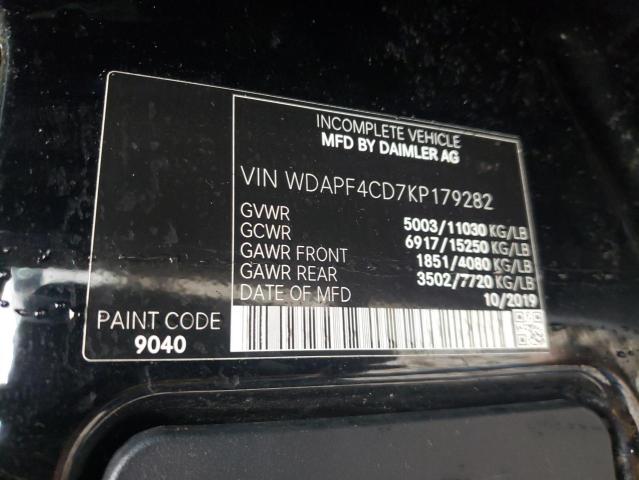 INCOMPLETE VEHICLE
MFD BY DAIMLER AG
VIN WDAPF4CD7KP179282
GVWR 5003/11030 KG/LB
GCWR 6917/15250 KG/LB
GAWR FRONT 1851/4080 KG/LB
GAWR REAR 3502/7720 KG/LB
DATE OF MFD 10/2019
PAINT CODE
9040